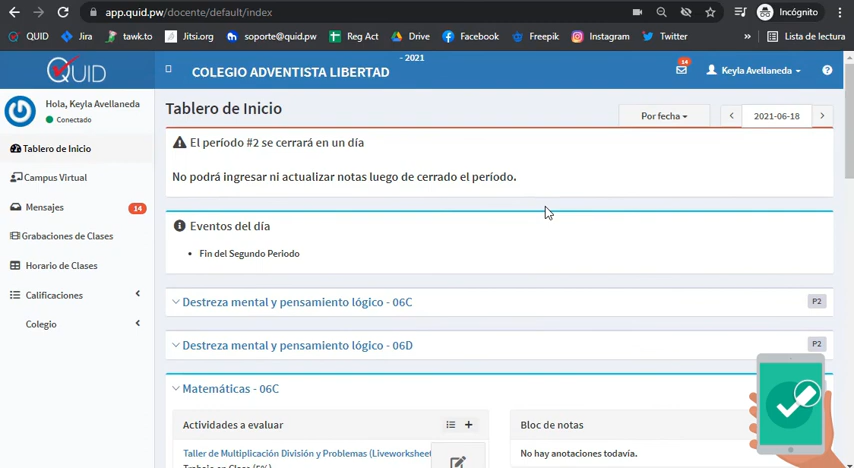 app.quid.pw/docente/default/index
Incógnito
QUID
Jira
tawk.to
Jitsi.org
soporte@quid.pw
Reg Act
Drive
Facebook
Freepik
Instagram
Twitter
»
Lista de lectura
QUID
COLEGIO ADVENTISTA LIBERTAD
- 2021
14
Keyla Avellaneda
Hola, Keyla Avellaneda
Conectado
Tablero de Inicio
Campus Virtual
Mensajes
14
Grabaciones de Clases
Horario de Clases
Calificaciones
Colegio
Tablero de Inicio
Por fecha
2021-06-18
El período #2 se cerrará en un día
No podrá ingresar ni actualizar notas luego de cerrado el período.
Eventos del día
• Fin del Segundo Periodo
Destreza mental y pensamiento lógico - 06C
P2
Destreza mental y pensamiento lógico - 06D
P2
Matemáticas - 06C
Actividades a evaluar
Bloc de notas
Taller de Multiplicación División y Problemas (Liveworksheet
No hay anotaciones todavía.
Trabajo en Clase (5%)